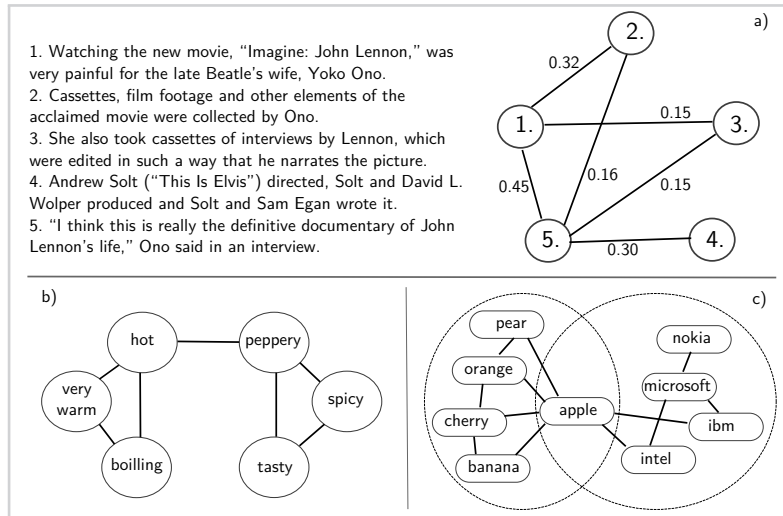 a)
1. Watching the new movie, “Imagine: John Lennon,” was
very painful for the late Beatle's wife, Yoko Ono.
2. Cassettes, film footage and other elements of the
acclaimed movie were collected by Ono.
3. She also took cassettes of interviews by Lennon, which
were edited in such a way that he narrates the picture.
4. Andrew Solt (“This Is Elvis”) directed, Solt and David L.
Wolper produced and Solt and Sam Egan wrote it.
5. “I think this is really the definitive documentary of John
Lennon's life,” Ono said in an interview.
2.
0.32
0.15
1.
3.
0.45
0.16
0.15
5.
4.
0.30
b)
hot
peppery
very
warm
spicy
boilling
tasty
c)
pear
nokia
orange
microsoft
apple
cherry
ibm
banana
intel